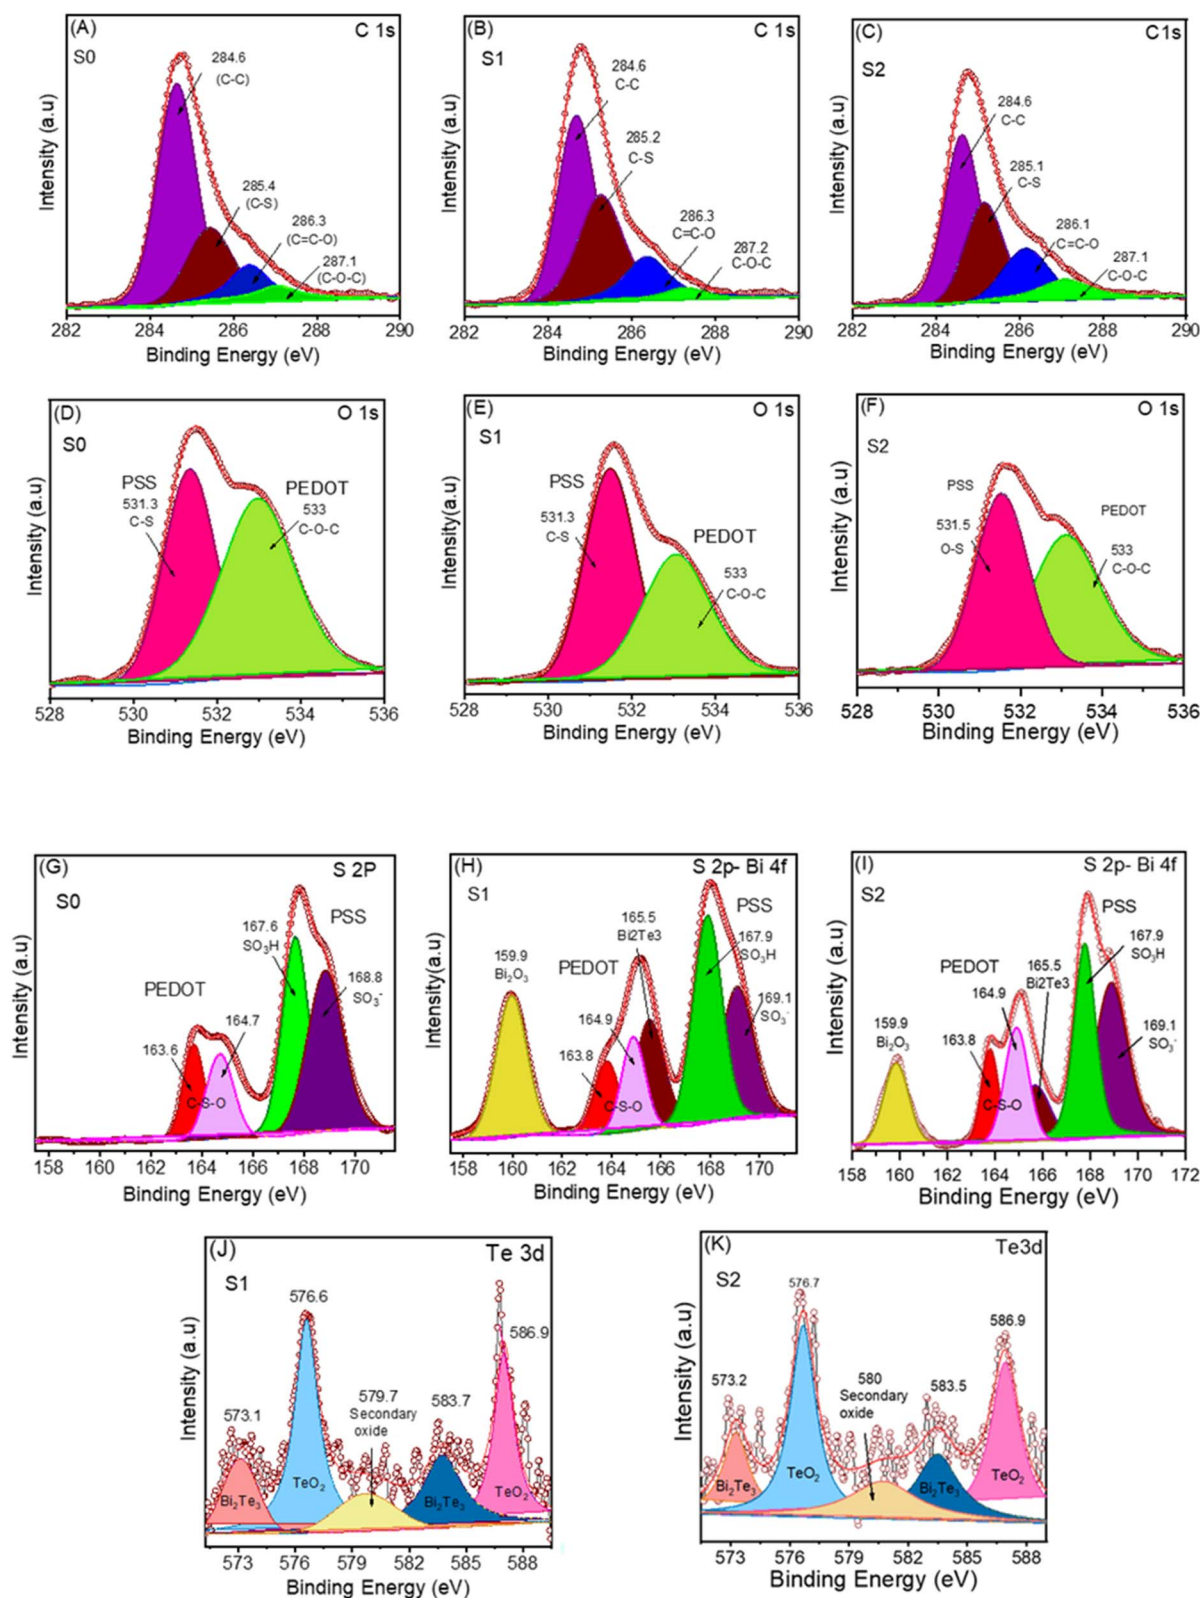 (A)
C 1s
S0
284.6
(C-C)
285.4
(C-S)
286.3
(C=C-O)
287.1
(C-O-C)
Intensity (a.u)
282 284 286 288 290
Binding Energy (eV)
(B)
C 1s
S1
284.6
C-C
285.2
C-S
286.3
C=C-O
287.2
C-O-C
Intensity (a.u)
282 284 286 288 290
Binding Energy (eV)
(C)
C1s
S2
284.6
C-C
285.1
C-S
286.1
C=C-O
287.1
C-O-C
Intensity (a.u)
282 284 286 288 290
Binding Energy (eV)
(D)
O 1s
S0
PSS
531.3
C-S
PEDOT
533
C-O-C
Intensity (a.u)
528 530 532 534 536
Binding Energy (eV)
(E)
O 1s
S1
PSS
531.3
C-S
PEDOT
533
C-O-C
Intensity(a.u)
528 530 532 534 536
Binding Energy (eV)
(F)
O 1s
S2
PSS
531.5
O-S
PEDOT
533
C-O-C
Intensity (a.u)
528 530 532 534 536
Binding Energy (eV)
(G)
S 2P
S0
167.6
SO₃H
PSS
168.8
SO₃⁻
PEDOT
164.7
163.6
C-S-O
Intensity (a.u)
158 160 162 164 166 168 170
Binding Energy (eV)
(H)
S 2p- Bi 4f
S1
165.5
Bi2Te3
PSS
167.9
SO₃H
159.9
Bi₂O₃
PEDOT
164.9
169.1
SO₃⁻
163.8
C-S-O
Intensity(a.u)
158 160 162 164 166 168 170
Binding Energy (eV)
(I)
S 2p- Bi 4f
S2
PSS
167.9
SO₃H
PEDOT
165.5
Bi2Te3
164.9
159.9
Bi₂O₃
163.8
169.1
SO₃⁻
C-S-O
Intensity (a.u)
158 160 162 164 166 168 170 172
Binding Energy (eV)
(J)
Te 3d
S1
576.6
586.9
579.7
Secondary
oxide
583.7
573.1
Bi₂Te₃
TeO₂
Bi₂Te₃
TeO₂
Intensity (a.u)
573 576 579 582 585 588
Binding Energy (eV)
(K)
Te3d
S2
576.7
586.9
573.2
580
Secondary
oxide
583.5
Bi₂Te₃
TeO₂
Bi₂Te₃
TeO₂
Intensity (a.u)
573 576 579 582 585 588
Binding Energy (eV)